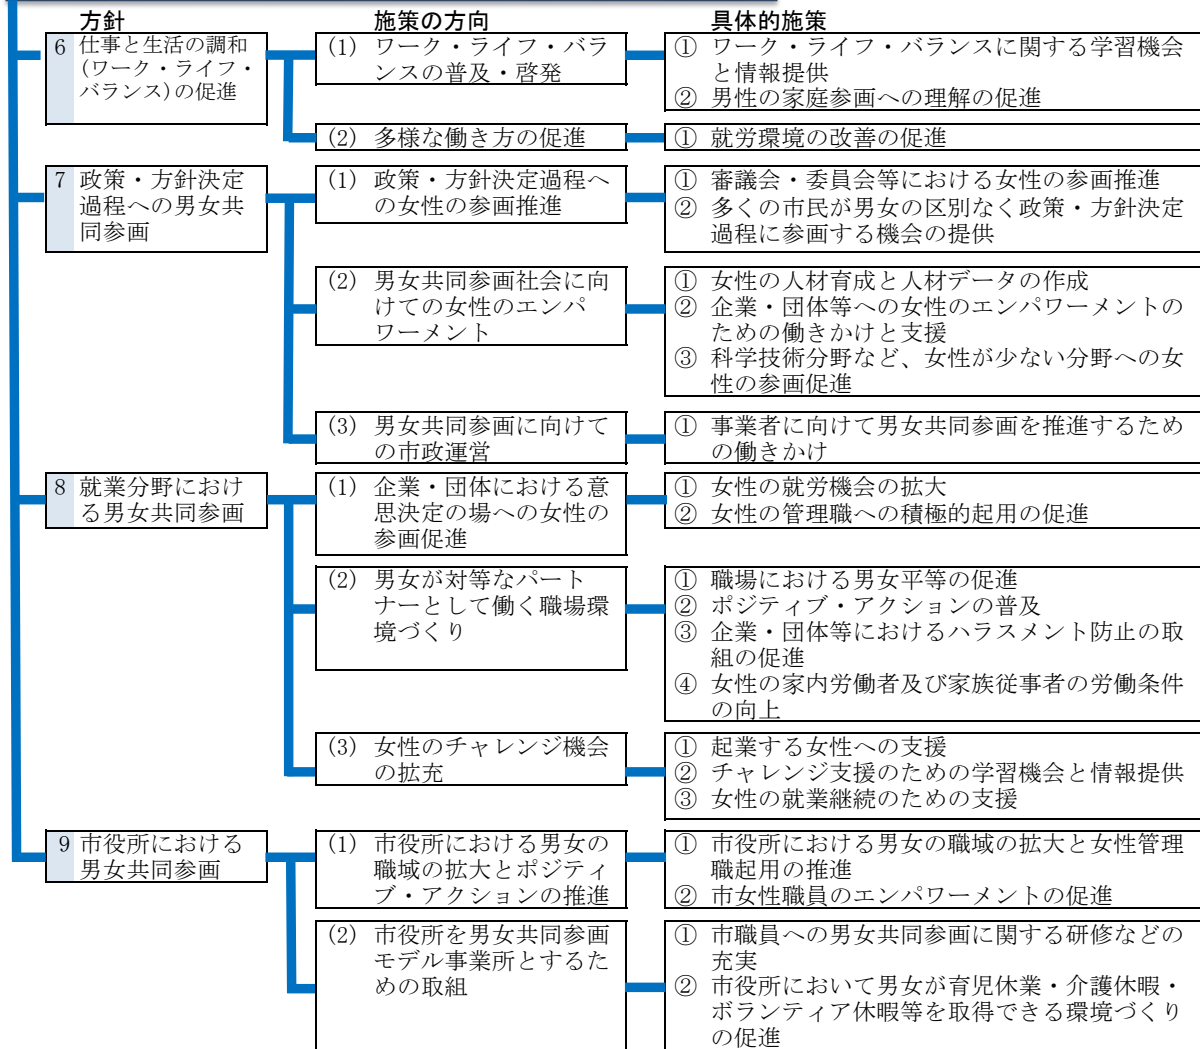 方針 施策の方向 具体的施策
6 仕事と生活の調和
(ワーク・ライフ・
バランス)の促進
(1) ワーク・ライフ・バラ
ンスの普及・啓発
① ワーク・ライフ・バランスに関する学習機会
と情報提供
② 男性の家庭参画への理解の促進
(2) 多様な働き方の促進
① 就労環境の改善の促進
7 政策・方針決定
過程への男女共
同参画
(1) 政策・方針決定過程へ
の女性の参画推進
① 審議会・委員会等における女性の参画推進
② 多くの市民が男女の区別なく政策・方針決定
過程に参画する機会の提供
(2) 男女共同参画社会に向
けての女性のエンパ
ワーメント
① 女性の人材育成と人材データの作成
② 企業・団体等への女性のエンパワーメントの
ための働きかけと支援
③ 科学技術分野など、女性が少ない分野への女
性の参画促進
(3) 男女共同参画に向けて
の市政運営
① 事業者に向けて男女共同参画を推進するため
の働きかけ
8 就業分野におけ
る男女共同参画
(1) 企業・団体における意
思決定の場への女性の
参画促進
① 女性の就労機会の拡大
② 女性の管理職への積極的起用の促進
(2) 男女が対等なパート
ナーとして働く職場環
境づくり
① 職場における男女平等の促進
② ポジティブ・アクションの普及
③ 企業・団体等におけるハラスメント防止の取
組の促進
④ 女性の家内労働者及び家族従事者の労働条件
の向上
(3) 女性のチャレンジ機会
の拡充
① 起業する女性への支援
② チャレンジ支援のための学習機会と情報提供
③ 女性の就業継続のための支援
9 市役所における
男女共同参画
(1) 市役所における男女の
職域の拡大とポジティ
ブ・アクションの推進
① 市役所における男女の職域の拡大と女性管理
職起用の推進
② 市女性職員のエンパワーメントの促進
(2) 市役所を男女共同参画
モデル事業所とするた
めの取組
① 市職員への男女共同参画に関する研修などの
充実
② 市役所において男女が育児休業・介護休暇・
ボランティア休暇等を取得できる環境づくり
の促進